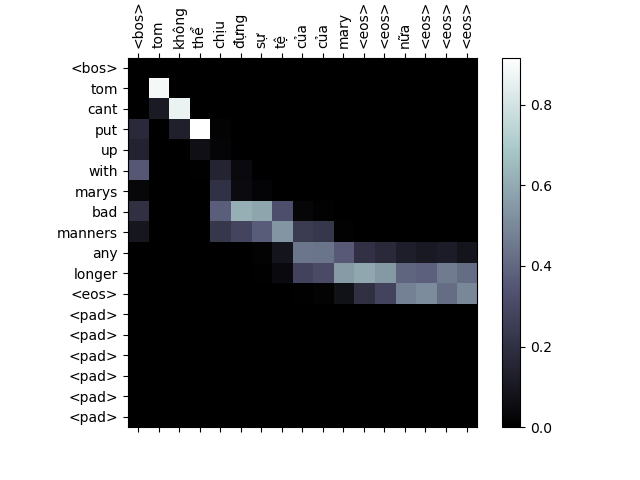 <bos> tom không thể chịu đựng sự tệ của của mary <eos> <eos> nữa <eos> <eos> <eos>
<bos>
tom
cant
put
up
with
marys
bad
manners
any
longer
<eos>
<pad>
<pad>
<pad>
<pad>
<pad>
<pad>
0.8
0.6
0.4
0.2
0.0